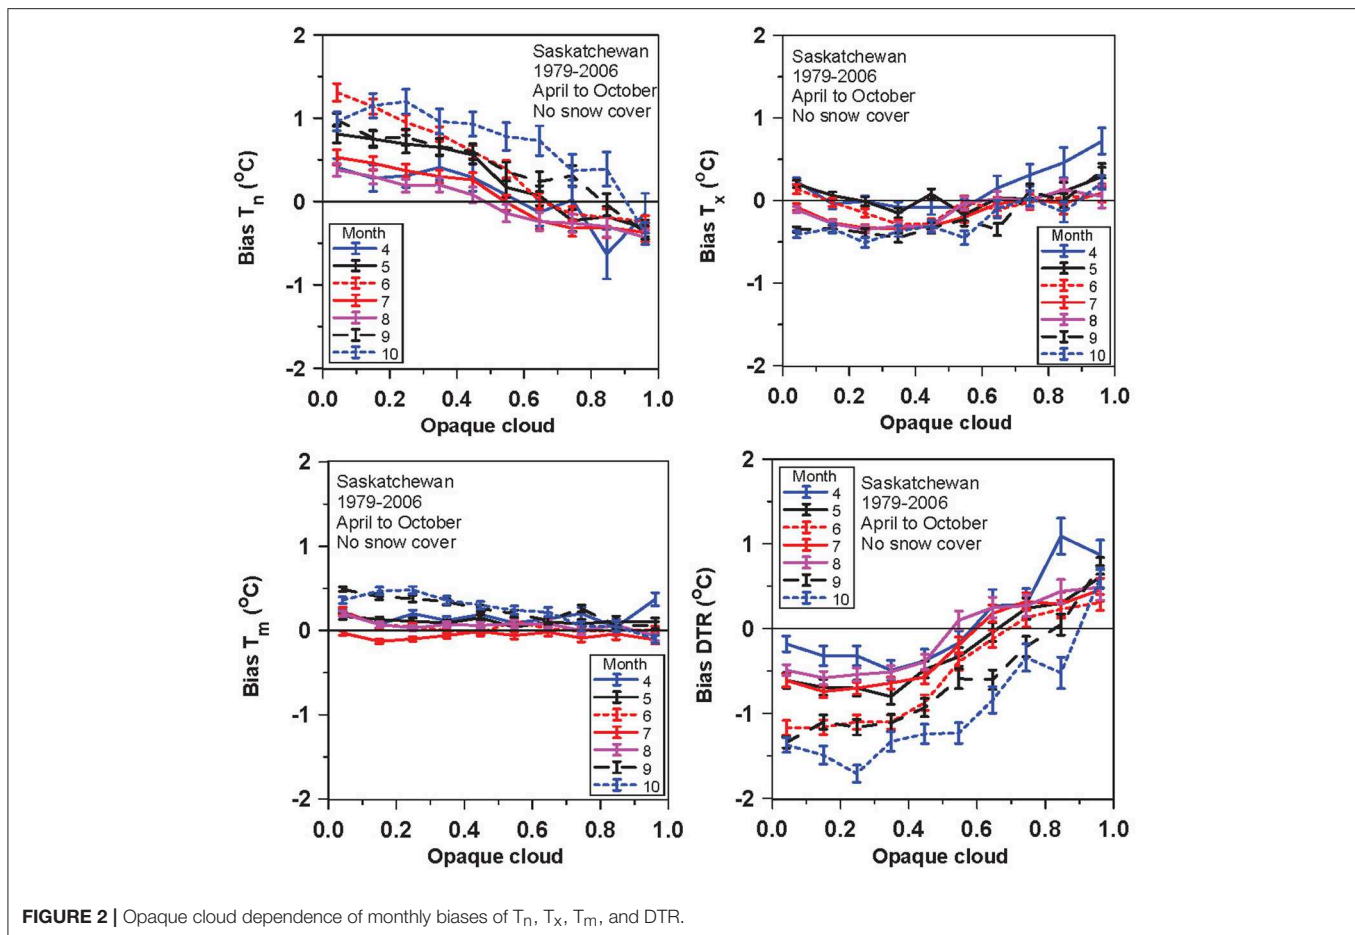 2
1
0
-1
-2
Bias Tn (oC)
Saskatchewan
1979-2006
April to October
No snow cover
Month
4
5
6
7
8
9
10
0.0 0.2 0.4 0.6 0.8 1.0
Opaque cloud
2
1
0
-1
-2
Bias Tx (oC)
Saskatchewan
1979-2006
April to October
No snow cover
Month
4
5
6
7
8
9
10
0.0 0.2 0.4 0.6 0.8 1.0
Opaque cloud
2
1
0
-1
-2
Bias Tm (oC)
Saskatchewan
1979-2006
April to October
No snow cover
Month
4
5
6
7
8
9
10
0.0 0.2 0.4 0.6 0.8 1.0
Opaque cloud
2
1
0
-1
-2
Bias DTR (oC)
Month
4
5
6
7
8
9
10
Saskatchewan
1979-2006
April to October
No snow cover
0.0 0.2 0.4 0.6 0.8 1.0
Opaque cloud
FIGURE 2 | Opaque cloud dependence of monthly biases of Tn, Tx, Tm, and DTR.